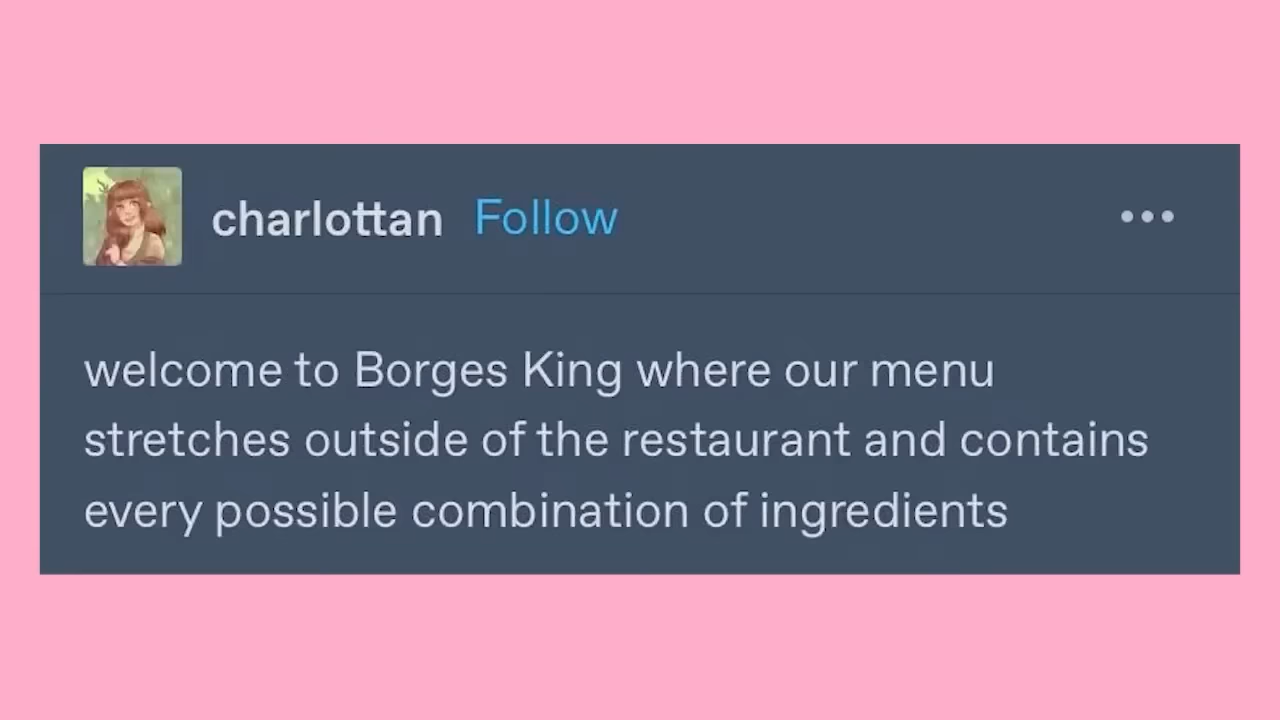 charlottan Follow
welcome to Borges King where our menu
stretches outside of the restaurant and contains
every possible combination of ingredients